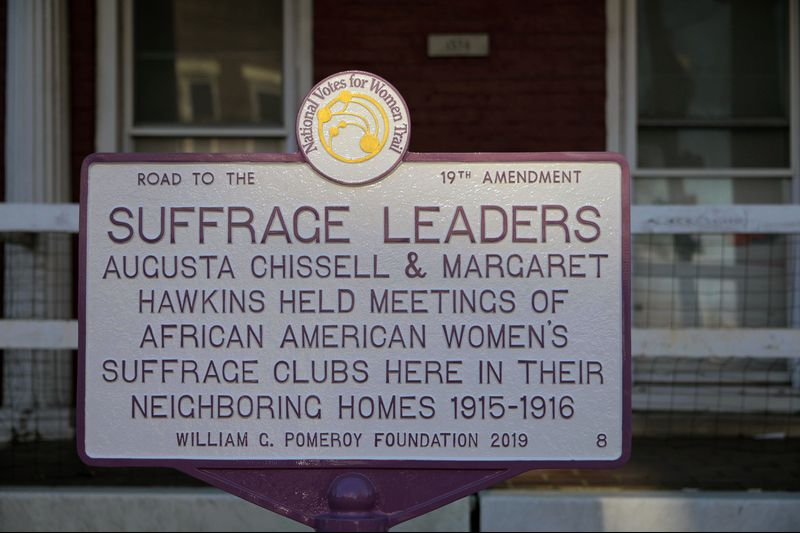 1534
National Votes for Women Trail
ROAD TO THE 19TH AMENDMENT
SUFFRAGE LEADERS
AUGUSTA CHISSELL & MARGARET
HAWKINS HELD MEETINGS OF
AFRICAN AMERICAN WOMEN'S
SUFFRAGE CLUBS HERE IN THEIR
NEIGHBORING HOMES 1915-1916
WILLIAM G. POMEROY FOUNDATION 2019 8